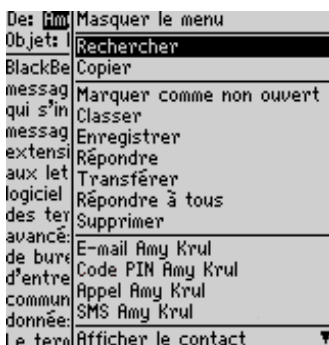 De: Am
Objet:
BlackBe
messag
qui s'in
messag
extensi
aux let
logiciel
des ter
avancé
de bure
d'entre
commun
donnée
Le term
Masquer le menu
Rechercher
Copier
Marquer comme non ouvert
Classer
Enregistrer
Répondre
Transférer
Répondre à tous
Supprimer
E-mail Amy Krul
Code PIN Amy Krul
Appel Amy Krul
SMS Amy Krul
Afficher le contact